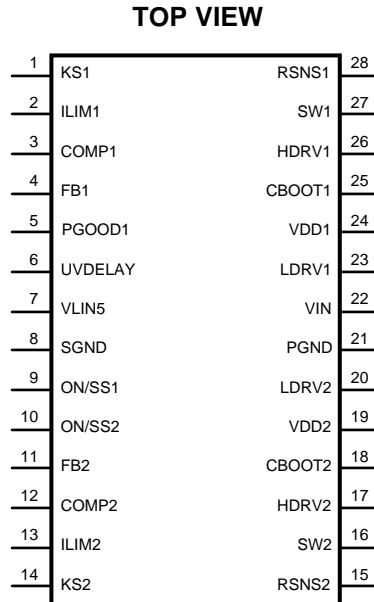 TOP VIEW
1 KS1 RSNS1 28
2 ILIM1 SW1 27
3 COMP1 HDRV1 26
4 FB1 CBOOT1 25
5 PGOOD1 VDD1 24
6 UVDELAY LDRV1 23
7 VLIN5 VIN 22
8 SGND PGND 21
9 ON/SS1 LDRV2 20
10 ON/SS2 VDD2 19
11 FB2 CBOOT2 18
12 COMP2 HDRV2 17
13 ILIM2 SW2 16
14 KS2 RSNS2 15